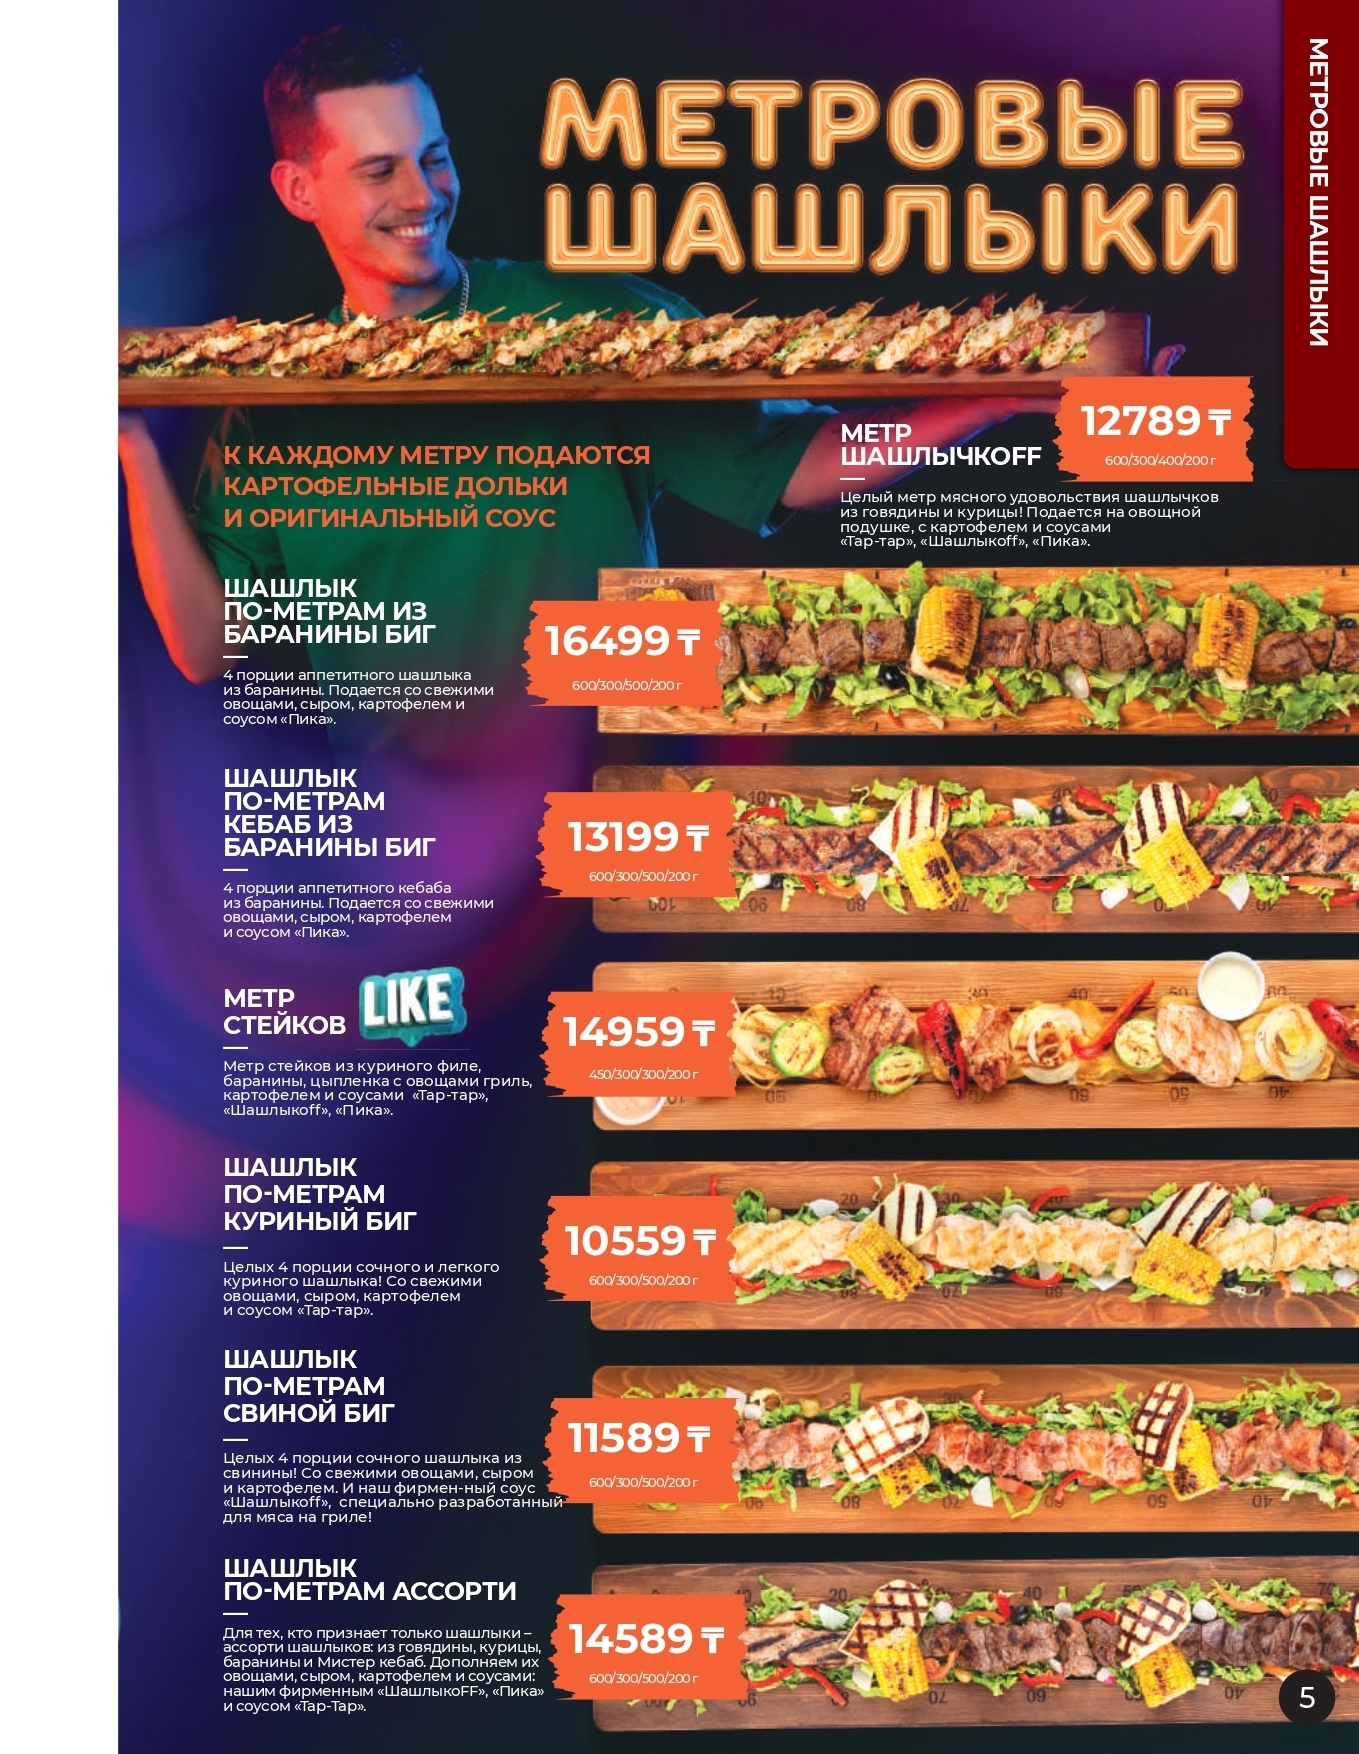 МЕТРОВЫЕ
ШАШЛЫКИ
МЕТРОВЫЕ ШАШЛЫКИ
К КАЖДОМУ МЕТРУ ПОДАЮТСЯ
КАРТОФЕЛЬНЫЕ ДОЛЬКИ
И ОРИГИНАЛЬНЫЙ СОУС
МЕТР
ШАШЛЫЧКOFF
12789 ₸
600/300/400/200 г
Целый метр мясного удовольствия шашлычков
из говядины и курицы! Подается на овощной
подушке, с картофелем и соусами
«Тар-тар», «Шашлыкoff», «Пика».
ШАШЛЫК
ПО-МЕТРАМ ИЗ
БАРАНИНЫ БИГ
4 порции аппетитного шашлыка
из баранины. Подается со свежими
овощами, сыром, картофелем и
соусом «Пика».
16499 ₸
600/300/500/200 г
ШАШЛЫК
ПО-МЕТРАМ
КЕБАБ ИЗ
БАРАНИНЫ БИГ
4 порции аппетитного кебаба
из баранины. Подается со свежими
овощами, сыром, картофелем
и соусом «Пика».
13199 ₸
600/300/500/200 г
МЕТР
СТЕЙКОВ
LIKE
Метр стейков из куриного филе,
баранины, цыпленка с овощами гриль,
картофелем и соусами «Тар-тар»,
«Шашлыкoff», «Пика».
14959 ₸
450/300/300/200 г
ШАШЛЫК
ПО-МЕТРАМ
КУРИНЫЙ БИГ
Целых 4 порции сочного и легкого
куриного шашлыка! Со свежими
овощами, сыром, картофелем
и соусом «Тар-тар».
10559 ₸
600/300/500/200 г
ШАШЛЫК
ПО-МЕТРАМ
СВИНОЙ БИГ
Целых 4 порции сочного шашлыка из
свинины! Со свежими овощами, сыром
и картофелем. И наш фирмен-ный соус
«Шашлыкoff», специально разработанный
для мяса на гриле!
11589 ₸
600/300/500/200 г
ШАШЛЫК
ПО-МЕТРАМ АССОРТИ
Для тех, кто признает только шашлыки –
ассорти шашлыков: из говядины, курицы,
баранины и Мистер кебаб. Дополняем их
овощами, сыром, картофелем и соусами:
нашим фирменным «ШашлыкоFF», «Пика»
и соусом «Тар-Тар».
14589 ₸
600/300/500/200 г
5